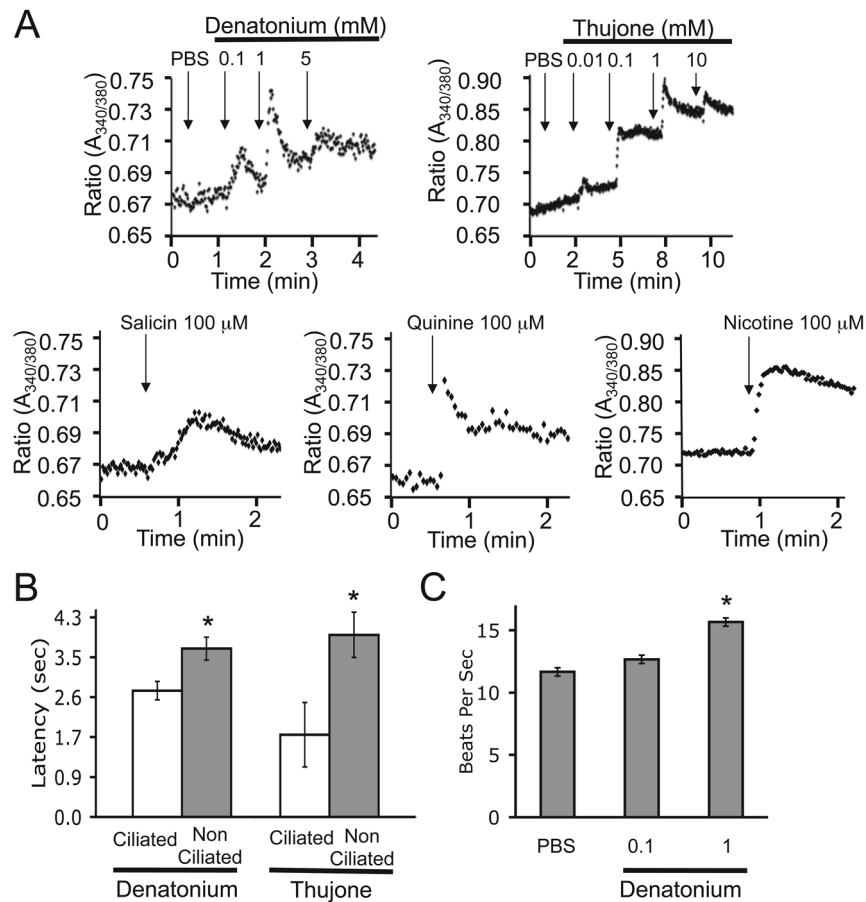 A
Denatonium (mM)
PBS 0.1 1 5
Ratio (A340/380)
0.75
0.73
0.71
0.69
0.67
0.65
0 1 2 3 4
Time (min)
Thujone (mM)
PBS 0.01 0.1 1 10
Ratio (A340/380)
0.90
0.85
0.80
0.75
0.70
0.65
0 2 5 8 10
Time (min)
Salicin 100 μM
Ratio (A340/380)
0.75
0.73
0.71
0.69
0.67
0.65
0 1 2
Time (min)
Quinine 100 μM
Ratio (A340/380)
0.75
0.73
0.71
0.69
0.67
0.65
0 1 2
Time (min)
Nicotine 100 μM
Ratio (A340/380)
0.90
0.85
0.80
0.75
0.70
0.65
0 1 2
Time (min)
B
Latency (sec)
4.3
3.5
2.6
1.7
0.9
0.0
* *
Ciliated Non Ciliated Ciliated Non Ciliated
Denatonium Thujone
C
Beats Per Sec
15
10
5
0
*
PBS 0.1 1
Denatonium